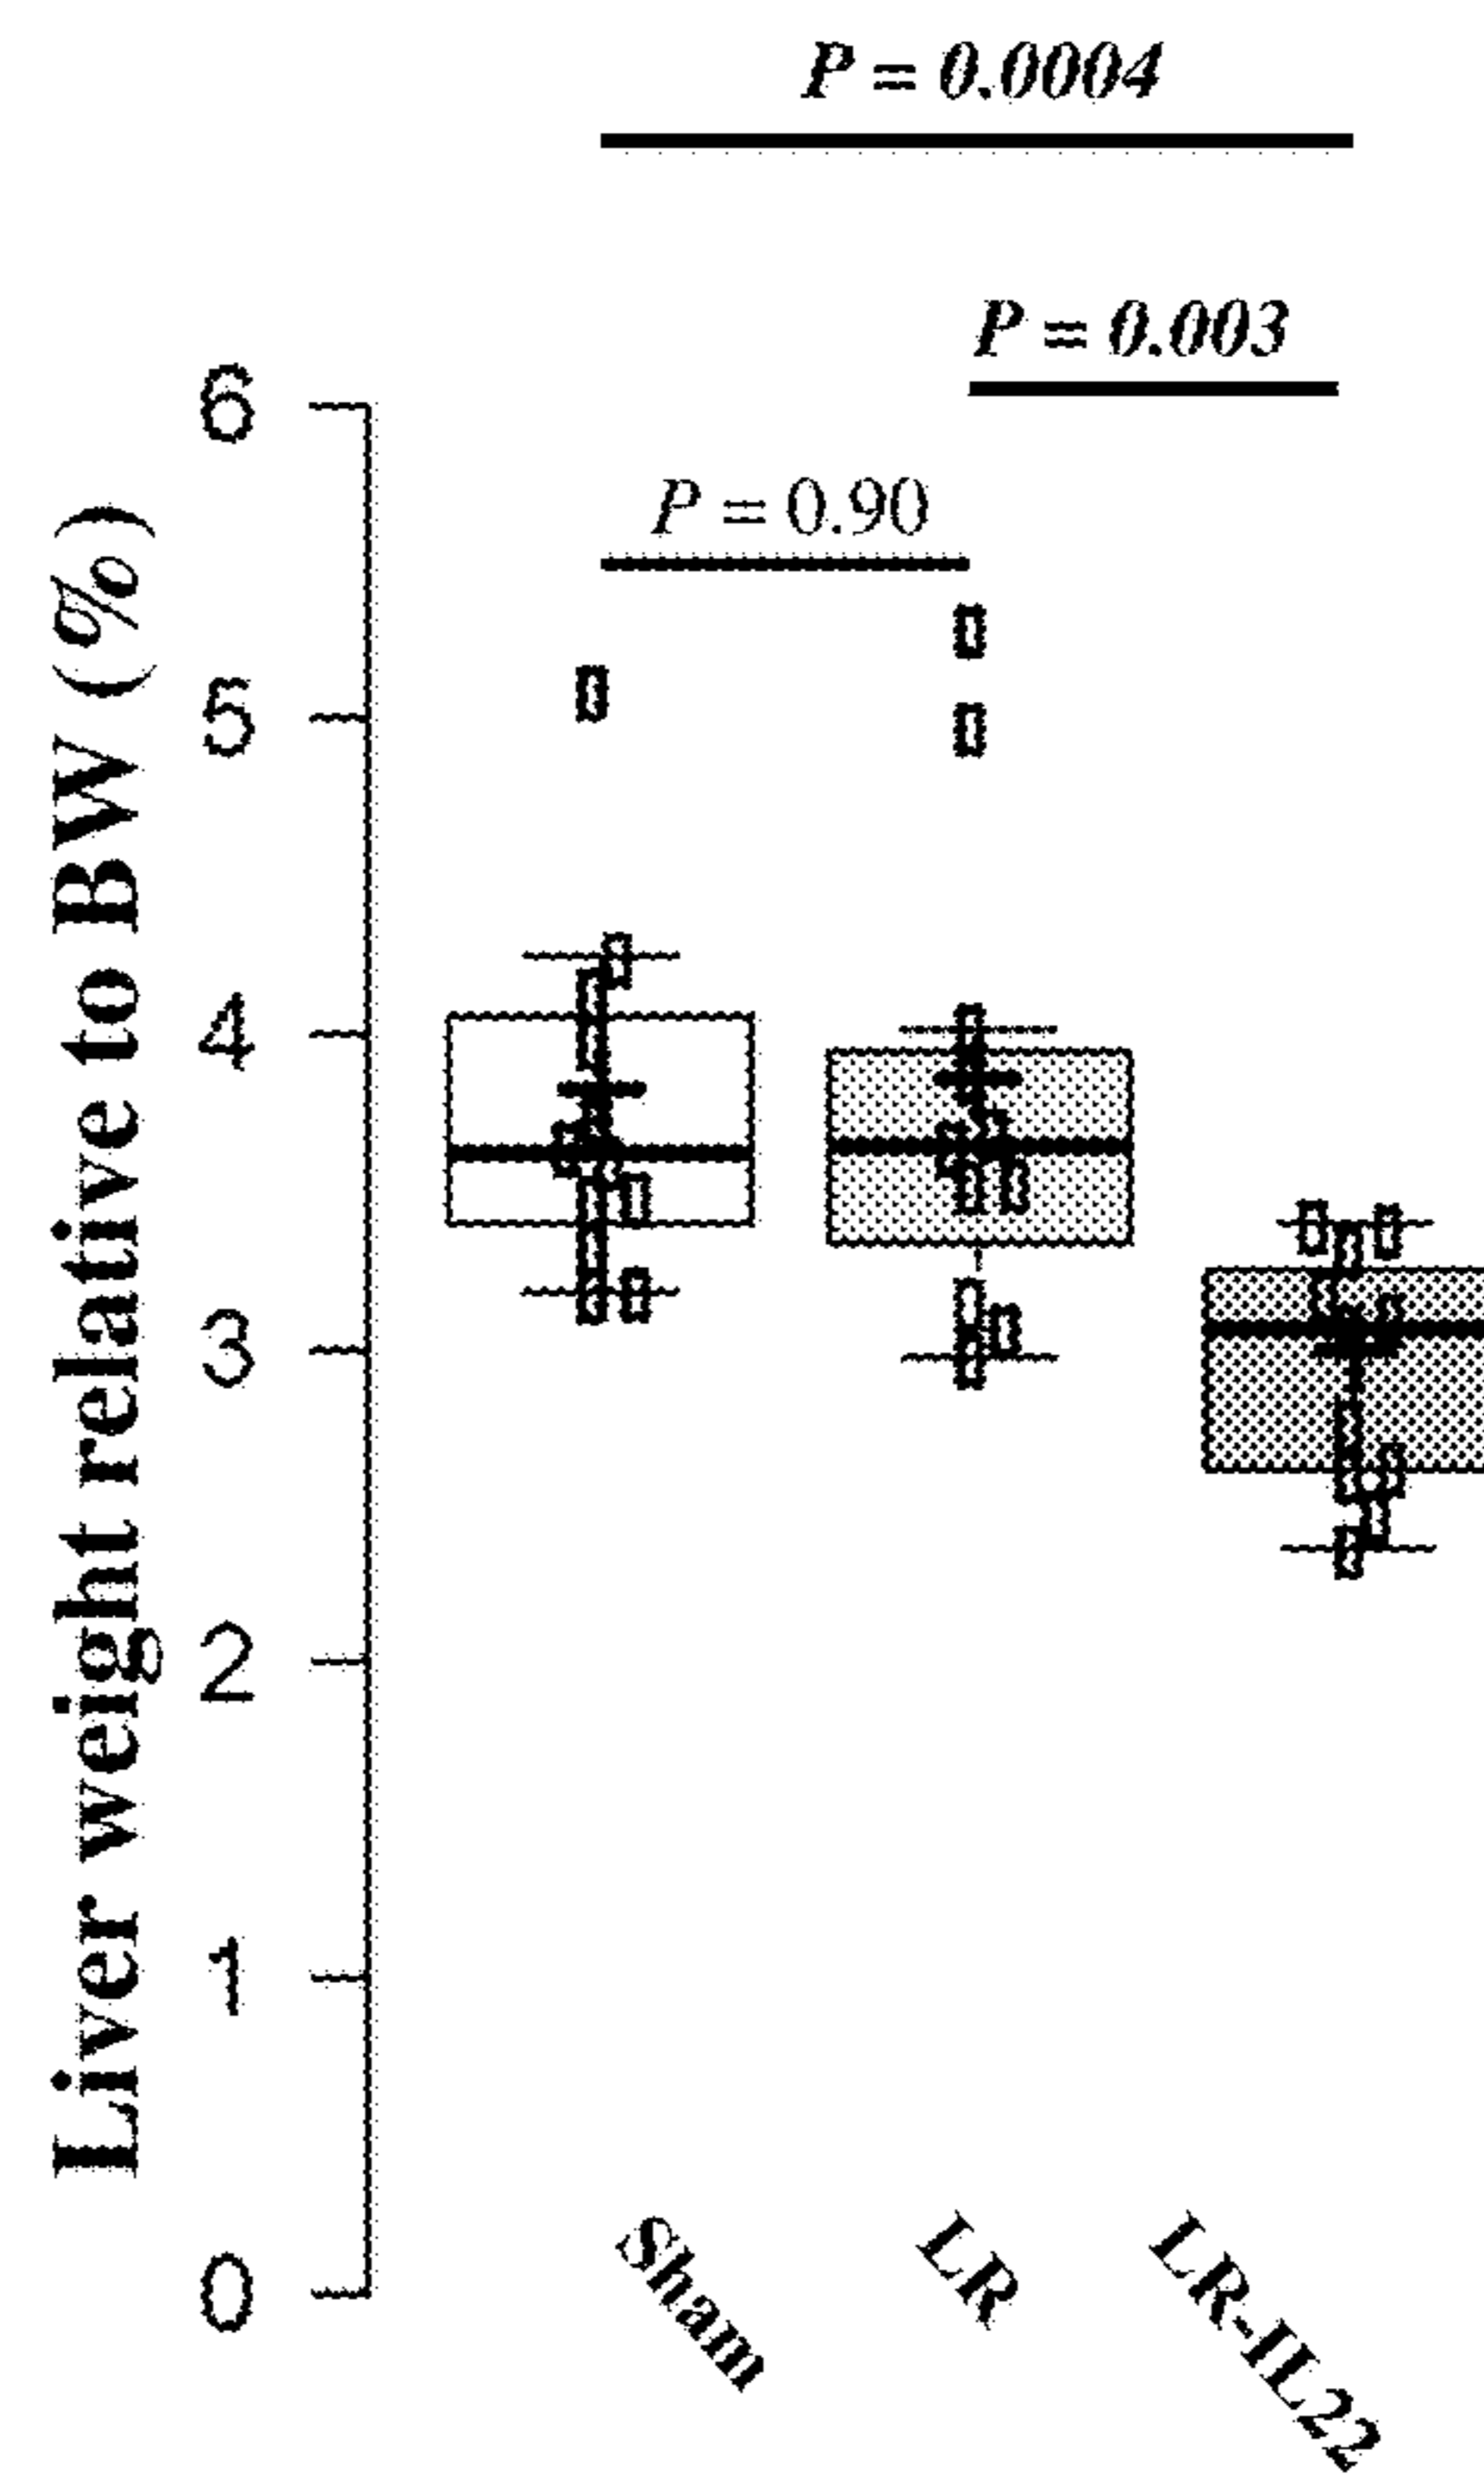 P = 0.0004
P = 0.003
P = 0.90
Liver weight relative to BW (%)
6
5
4
3
2
1
0
Sham
LR
LR-IL22